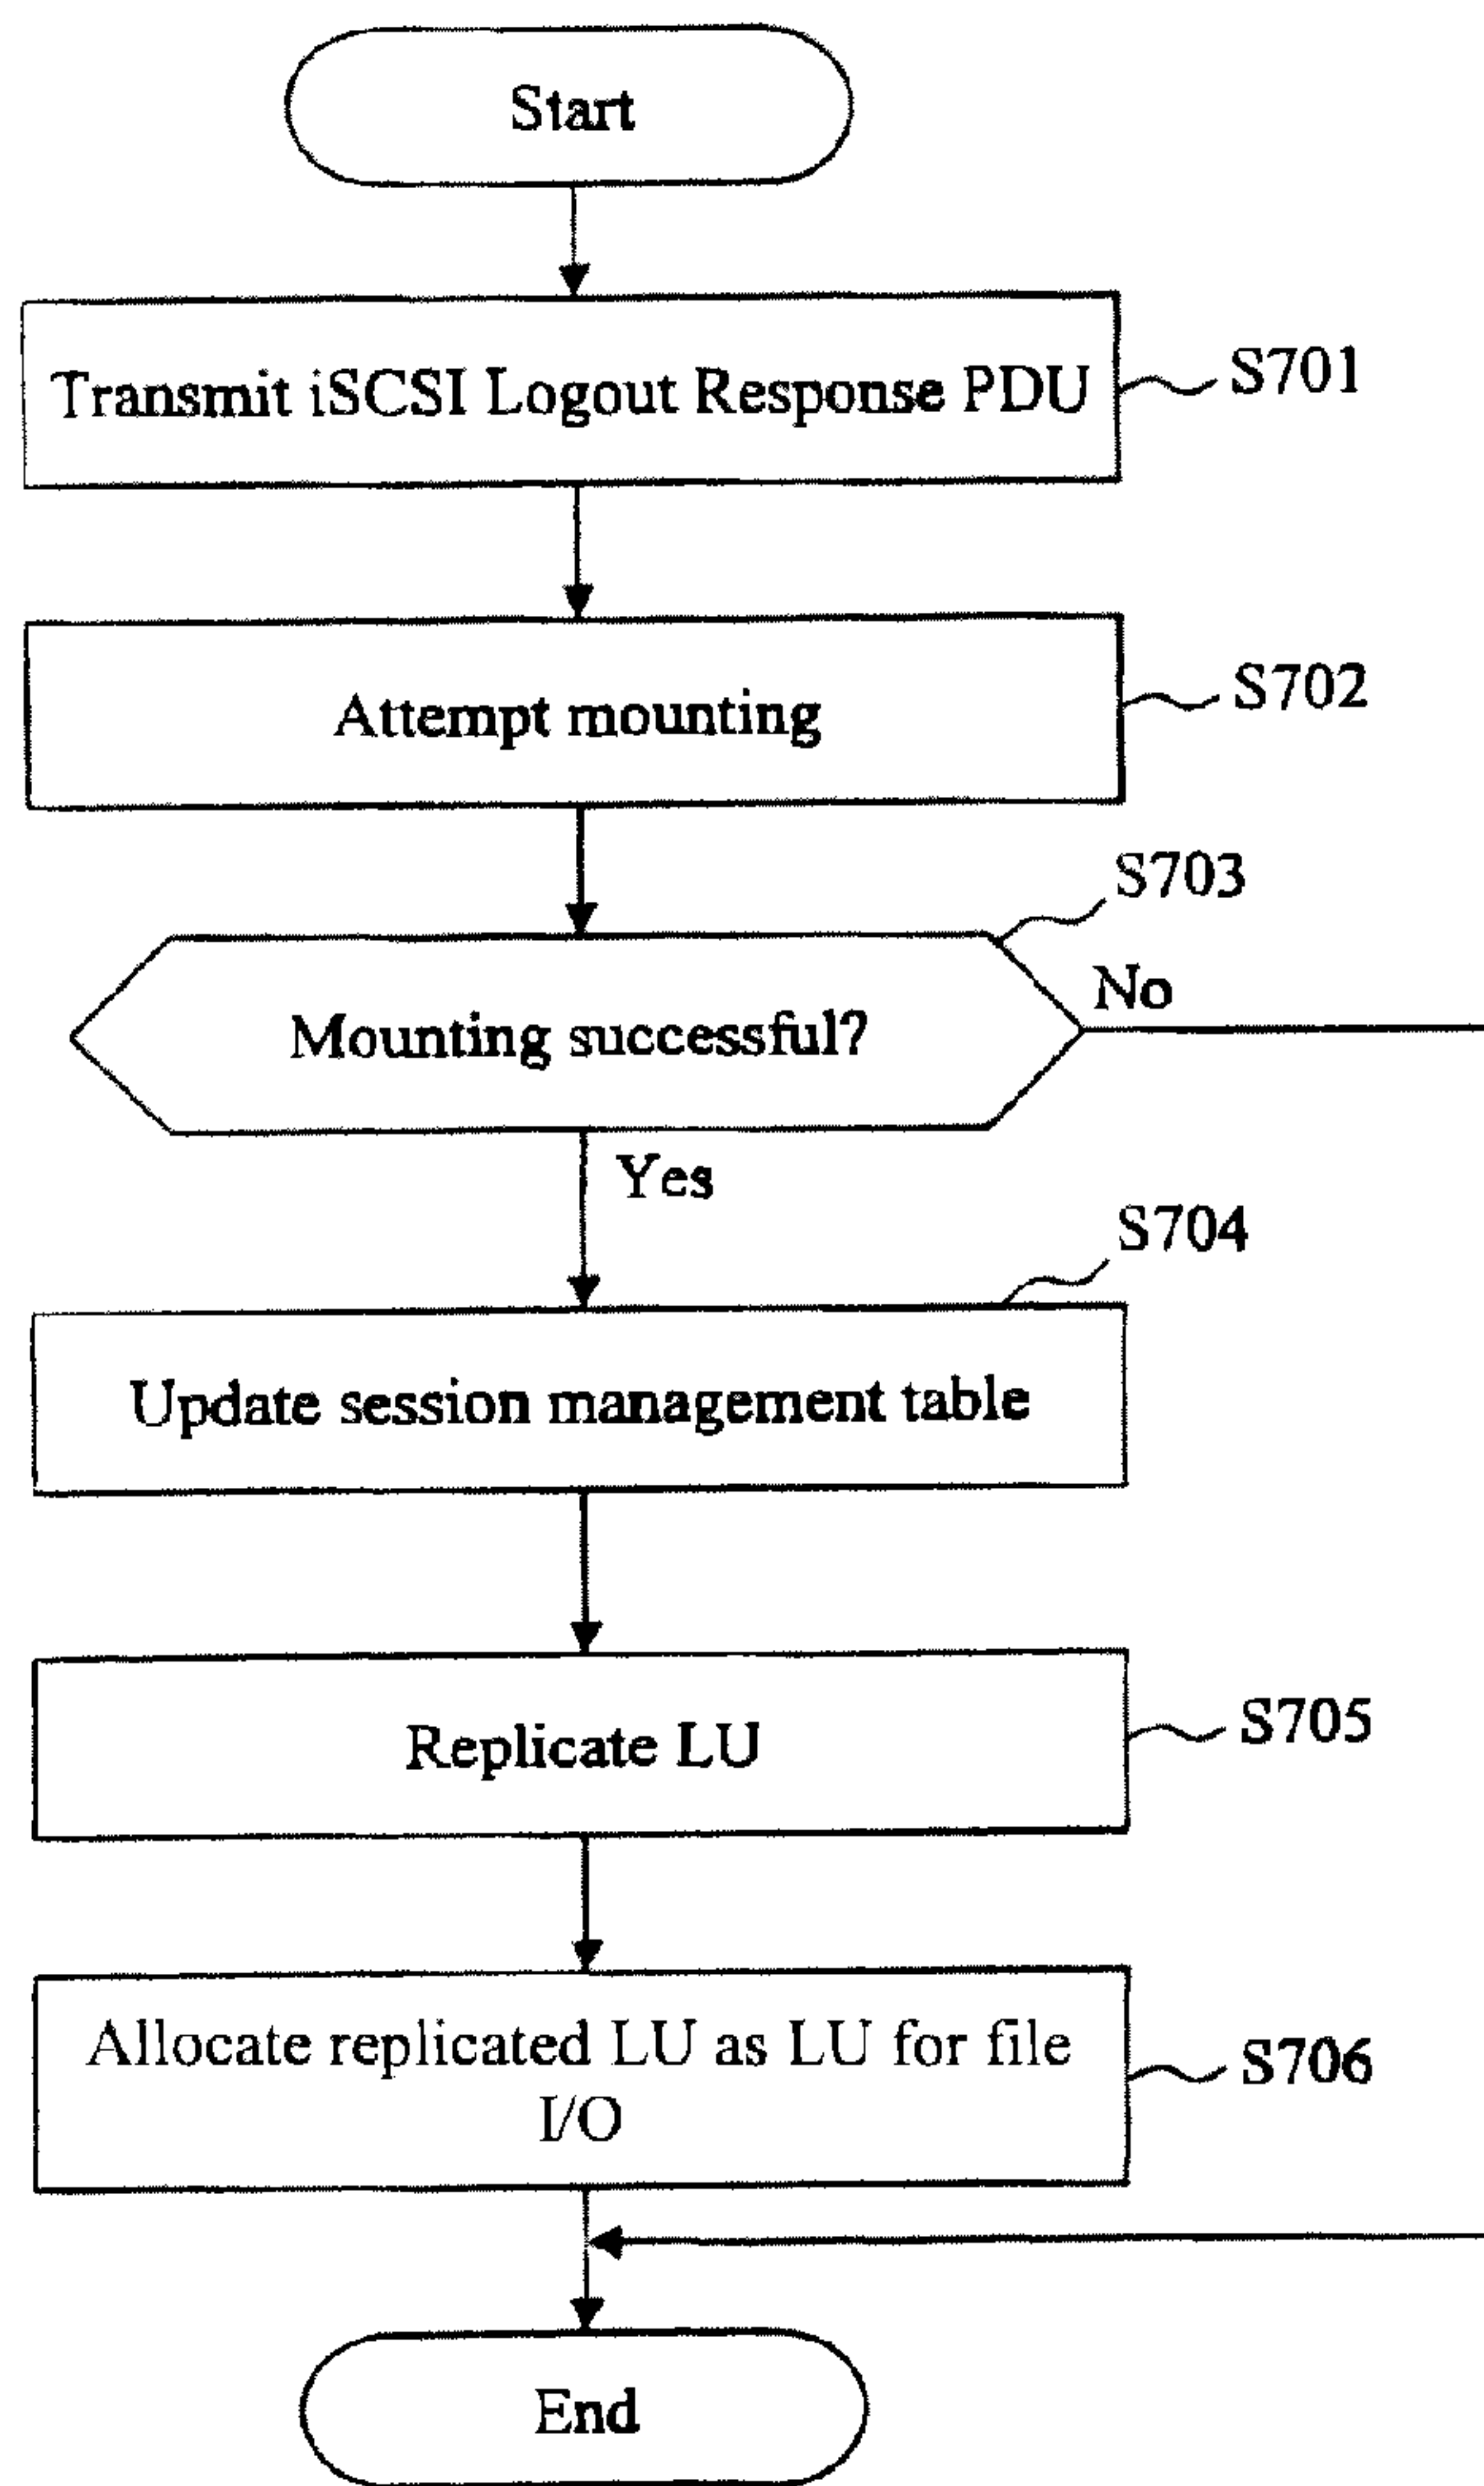 Start
Transmit iSCSI Logout Response PDU
S701
Attempt mounting
S702
S703
Mounting successful?
No
Yes
S704
Update session management table
Replicate LU
S705
Allocate replicated LU as LU for file
I/O
S706
End